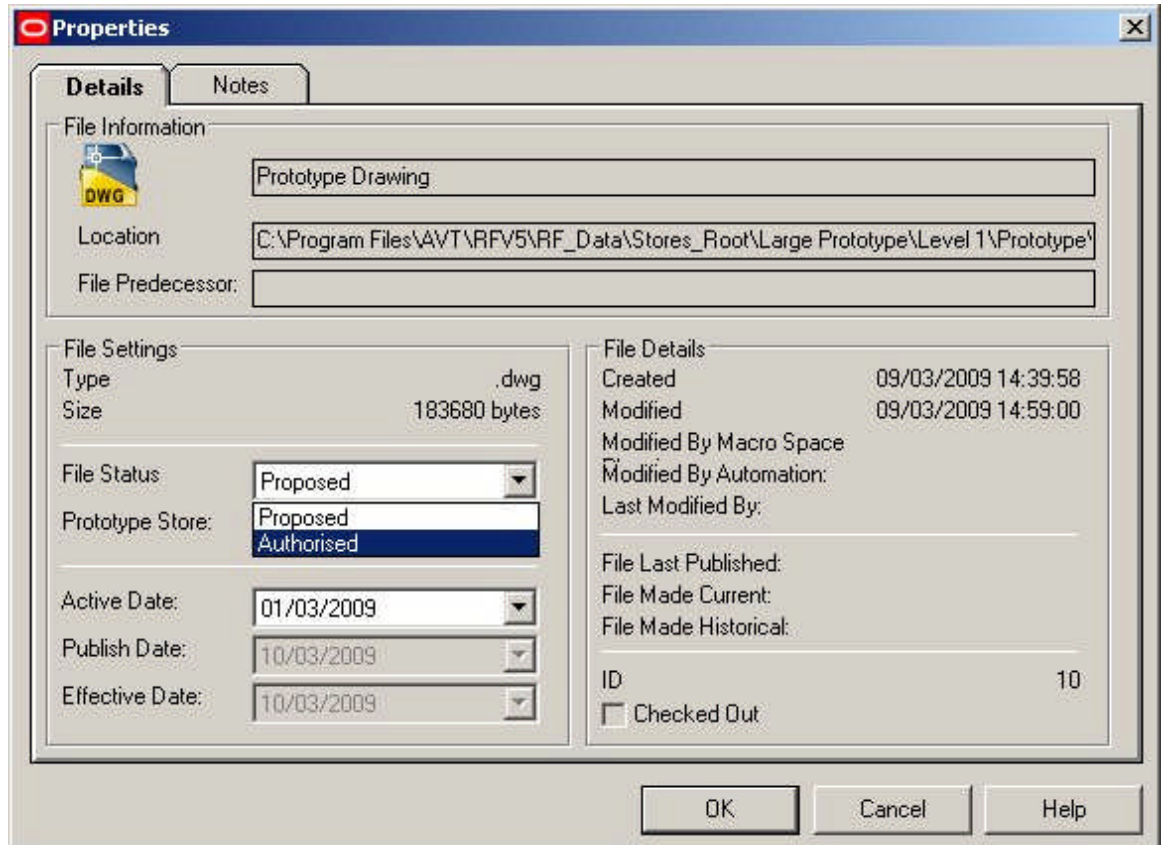 Properties
Details
Notes
File Information
DWG
Prototype Drawing
Location
C:\Program Files\AVT\RFV5\RF_Data\Stores_Root\Large Prototype\Level 1\Prototype\
File Predecessor:
File Settings
Type .dwg
Size 183680 bytes
File Status Proposed
Proposed
Authorised
Prototype Store:
Active Date: 01/03/2009
Publish Date: 10/03/2009
Effective Date: 10/03/2009
File Details
Created 09/03/2009 14:39:58
Modified 09/03/2009 14:59:00
Modified By Macro Space
Modified By Automation:
Last Modified By:
File Last Published:
File Made Current:
File Made Historical:
ID 10
Checked Out
OK Cancel Help